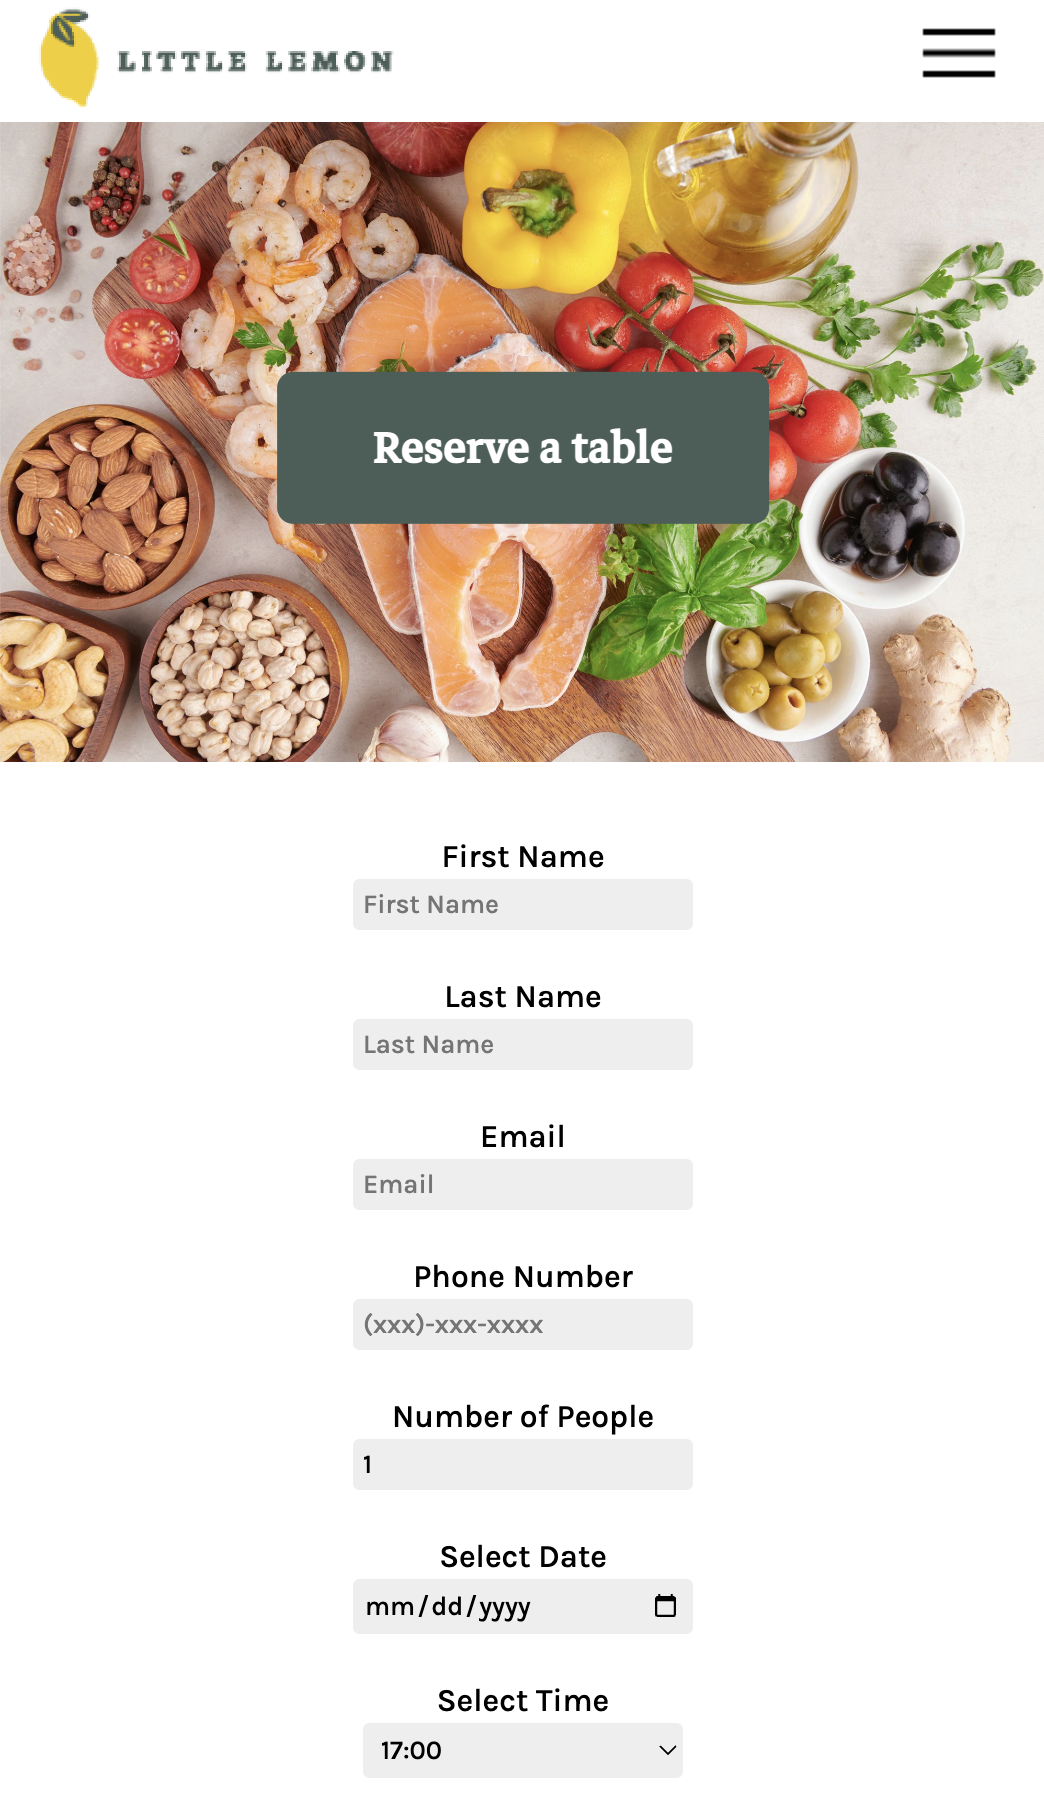 LITTLE LEMON
Reserve a table
First Name
First Name
Last Name
Last Name
Email
Email
Phone Number
(xxx)-xxx-xxxx
Number of People
1
Select Date
mm/dd/yyyy
Select Time
17:00